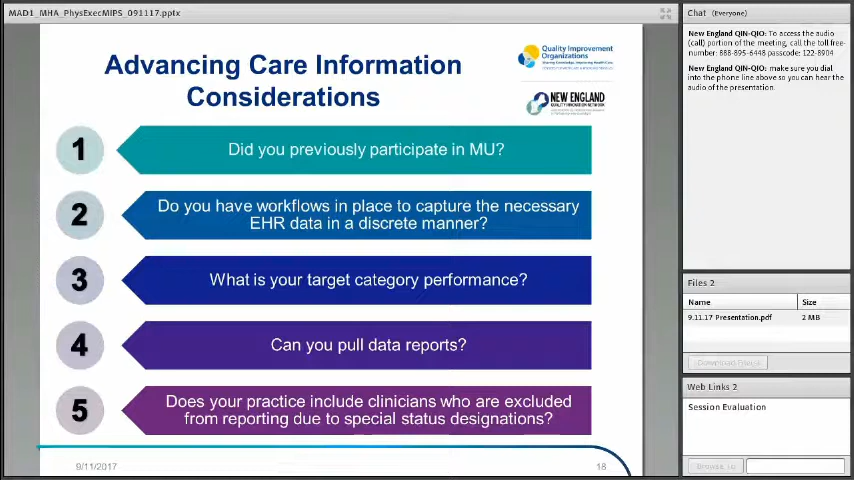 MAD1_MHA_PhysExecMIPS_091117.pptx
Advancing Care Information
Considerations
Quality Improvement
Organizations
NEW ENGLAND
1
Did you previously participate in MU?
2
Do you have workflows in place to capture the necessary
EHR data in a discrete manner?
3
What is your target category performance?
4
Can you pull data reports?
5
Does your practice include clinicians who are excluded
from reporting due to special status designations?
9/11/2017
18
Chat (Everyone)
New England QIN-QIO: To access the audio
(call) portion of the meeting, call the toll free-
number: 888-895-6448 passcode: 122-8904
New England QIN-QIO: make sure you dial
into the phone line above so you can hear the
audio of the presentation.
Files 2
Name
Size
9.11.17 Presentation.pdf
2 MB
Web Links 2
Session Evaluation
Browse To